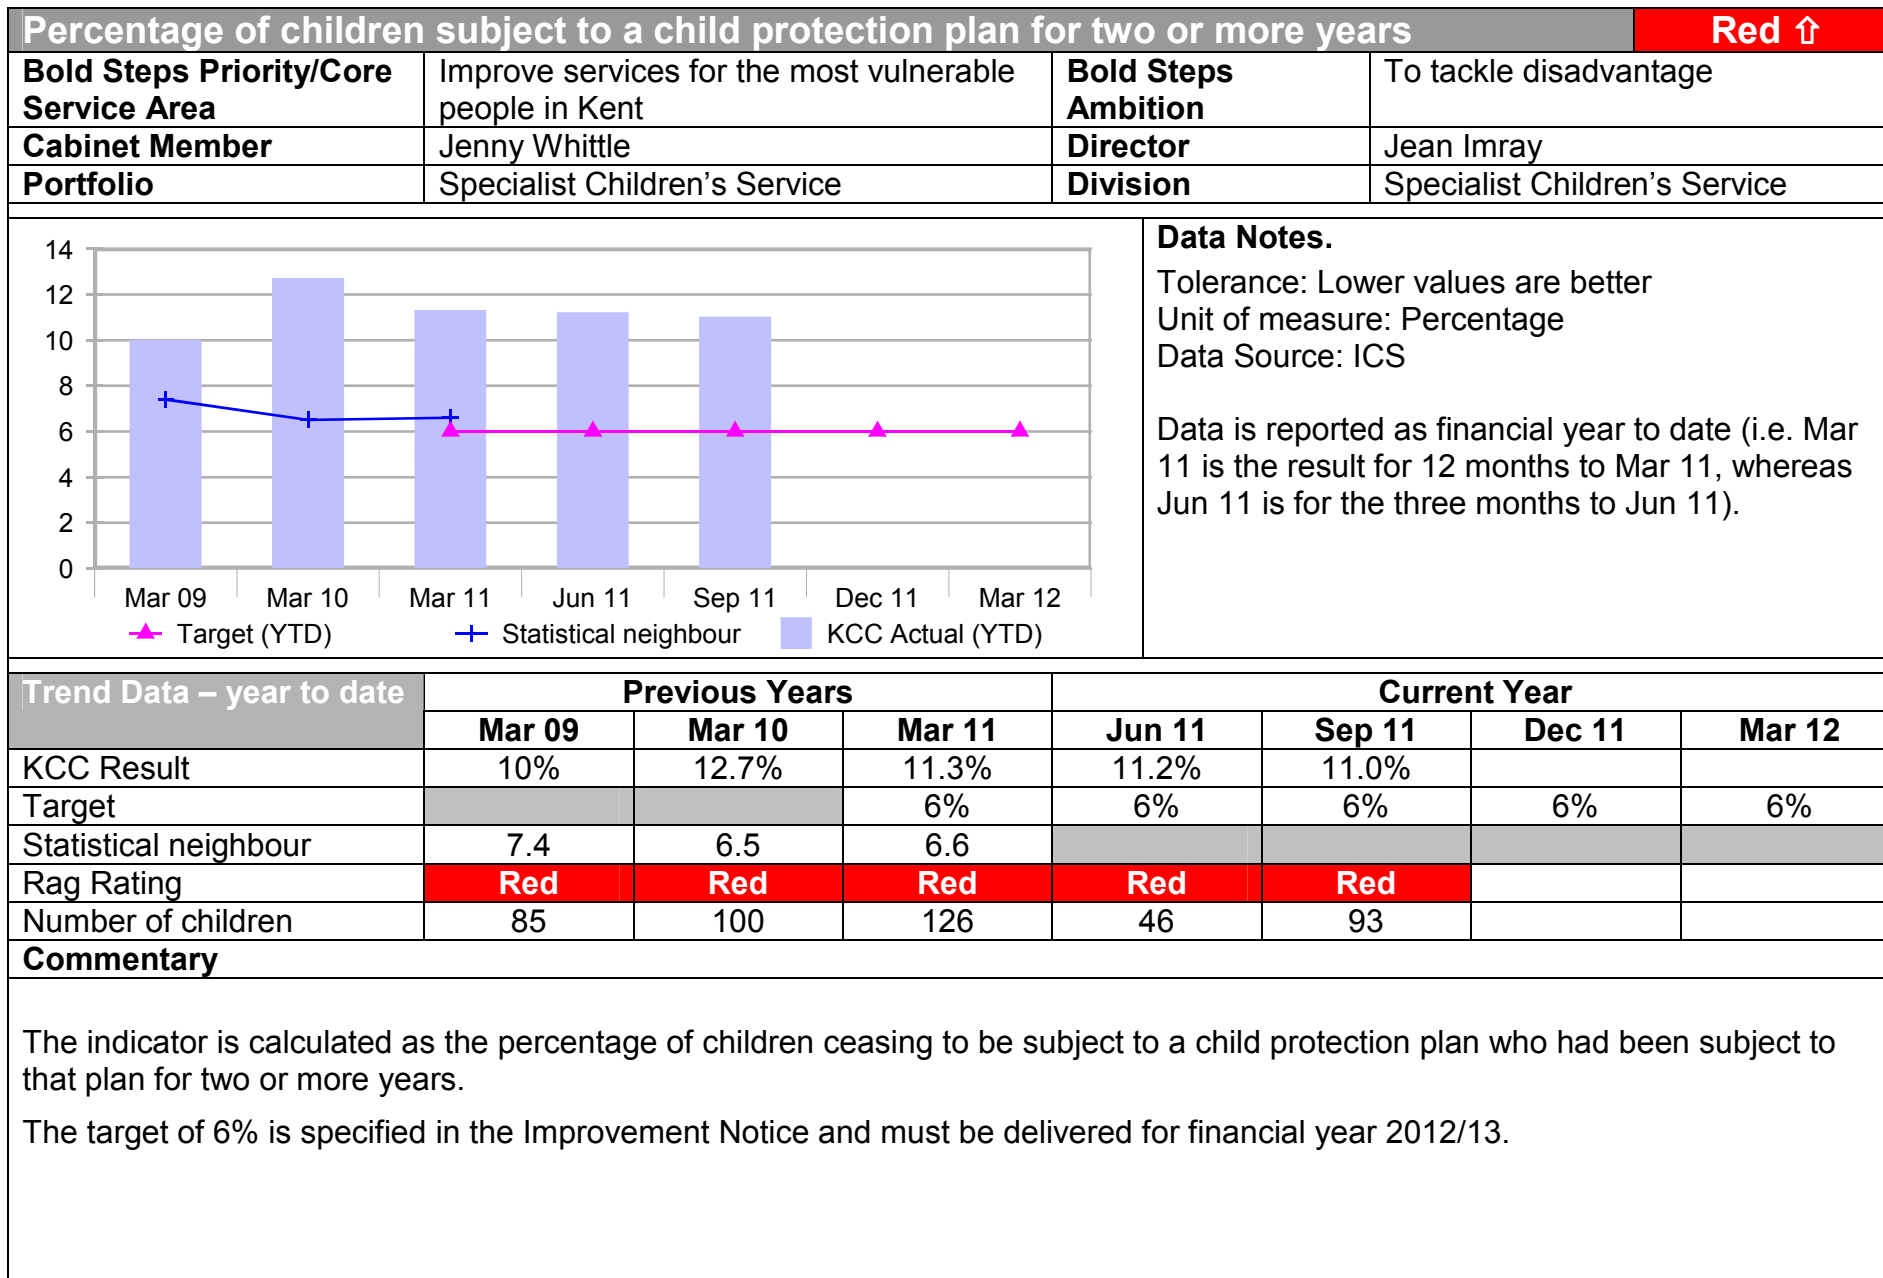 Percentage of children subject to a child protection plan for two or more years Red ⇧
Bold Steps Priority/Core Service Area
Improve services for the most vulnerable people in Kent
Bold Steps Ambition
To tackle disadvantage
Cabinet Member Jenny Whittle Director Jean Imray
Portfolio Specialist Children’s Service Division Specialist Children’s Service
14
12
10
8
6
4
2
0
Mar 09 Mar 10 Mar 11 Jun 11 Sep 11 Dec 11 Mar 12
Target (YTD) Statistical neighbour KCC Actual (YTD)
Data Notes.
Tolerance: Lower values are better
Unit of measure: Percentage
Data Source: ICS
Data is reported as financial year to date (i.e. Mar
11 is the result for 12 months to Mar 11, whereas
Jun 11 is for the three months to Jun 11).
Trend Data – year to date Previous Years Current Year
Mar 09 Mar 10 Mar 11 Jun 11 Sep 11 Dec 11 Mar 12
KCC Result 10% 12.7% 11.3% 11.2% 11.0%
Target 6% 6% 6% 6% 6%
Statistical neighbour 7.4 6.5 6.6
Rag Rating Red Red Red Red Red
Number of children 85 100 126 46 93
Commentary
The indicator is calculated as the percentage of children ceasing to be subject to a child protection plan who had been subject to
that plan for two or more years.
The target of 6% is specified in the Improvement Notice and must be delivered for financial year 2012/13.